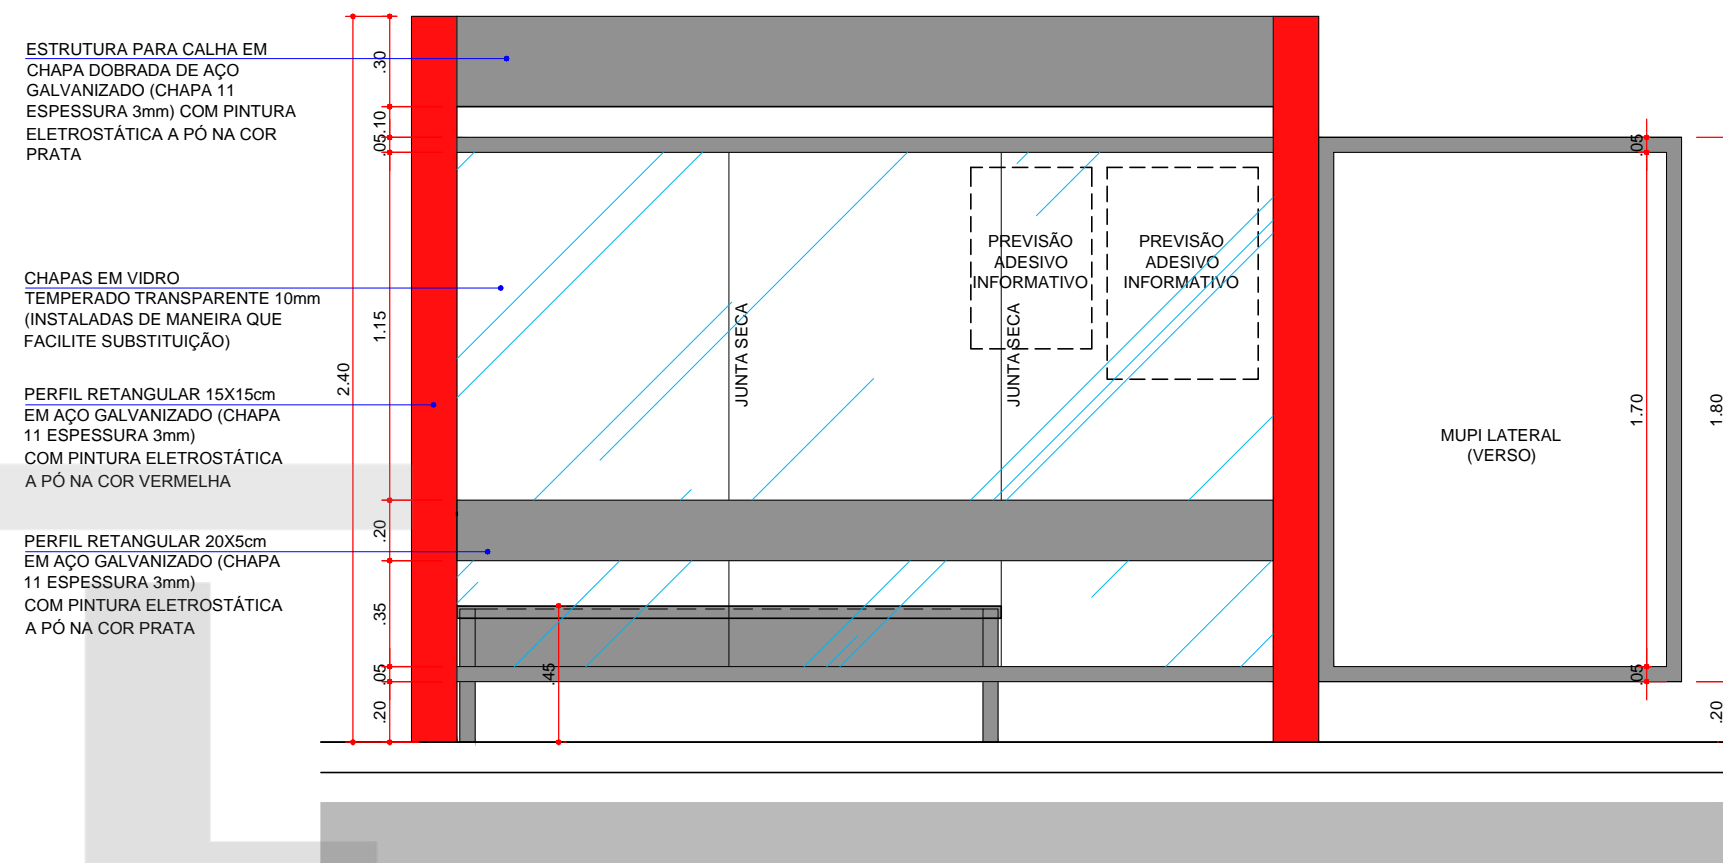 ESTRUTURA PARA CALHA EM
CHAPA DOBRADA DE AÇO
GALVANIZADO (CHAPA 11
ESPESSURA 3mm) COM PINTURA
ELETROSTÁTICA A PÓ NA COR
PRATA
CHAPAS EM VIDRO
TEMPERADO TRANSPARENTE 10mm
(INSTALADAS DE MANEIRA QUE
FACILITE SUBSTITUIÇÃO)
PERFIL RETANGULAR 15X15cm
EM AÇO GALVANIZADO (CHAPA
11 ESPESSURA 3mm)
COM PINTURA ELETROSTÁTICA
A PÓ NA COR VERMELHA
PERFIL RETANGULAR 20X5cm
EM AÇO GALVANIZADO (CHAPA
11 ESPESSURA 3mm)
COM PINTURA ELETROSTÁTICA
A PÓ NA COR PRATA
2.40
.30
.10
.05
1.15
.20
.35
.05
.20
.45
JUNTA SECA
JUNTA SECA
PREVISÃO
ADESIVO
INFORMATIVO
PREVISÃO
ADESIVO
INFORMATIVO
MUPI LATERAL
(VERSO)
.05
1.70
.05
1.80
.20